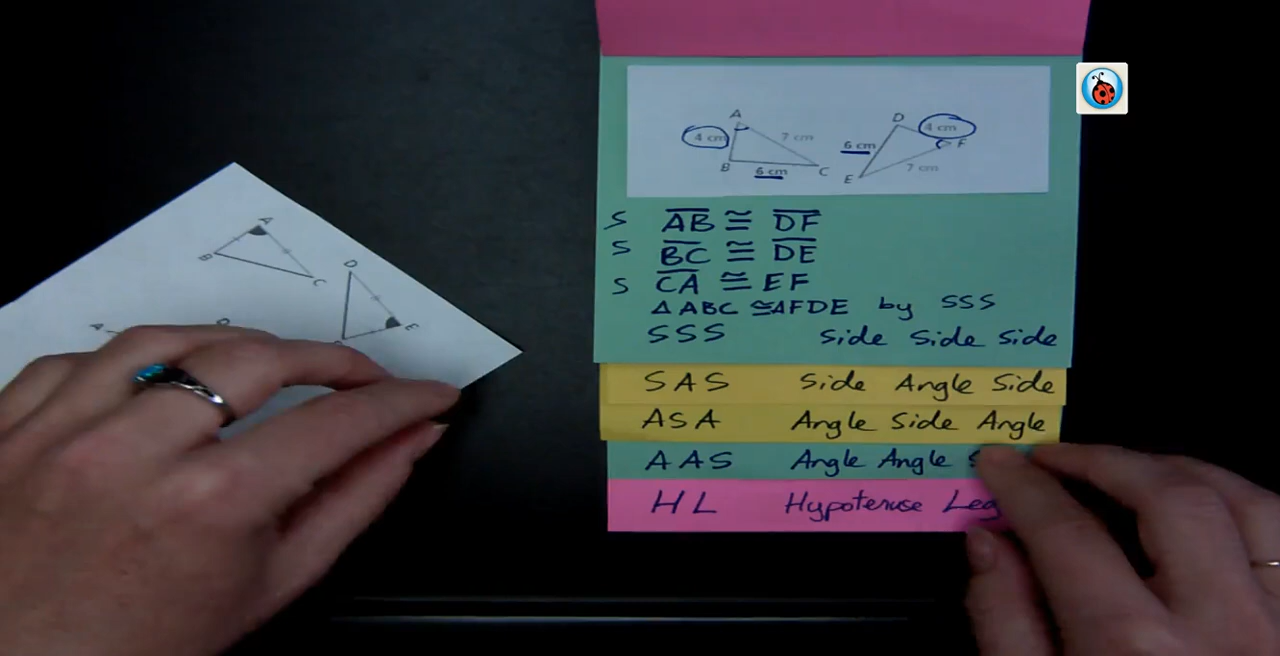 A
D
4 cm
7 cm
4 cm
6 cm
F
B
6 cm
C
E
7 cm
S AB ≅ DF
S BC ≅ DE
S CA ≅ EF
△ABC ≅ △FDE by SSS
SSS Side Side Side
SAS Side Angle Side
ASA Angle Side Angle
AAS Angle Angle
HL Hypotenuse Leg
A
B
C
D
E
A